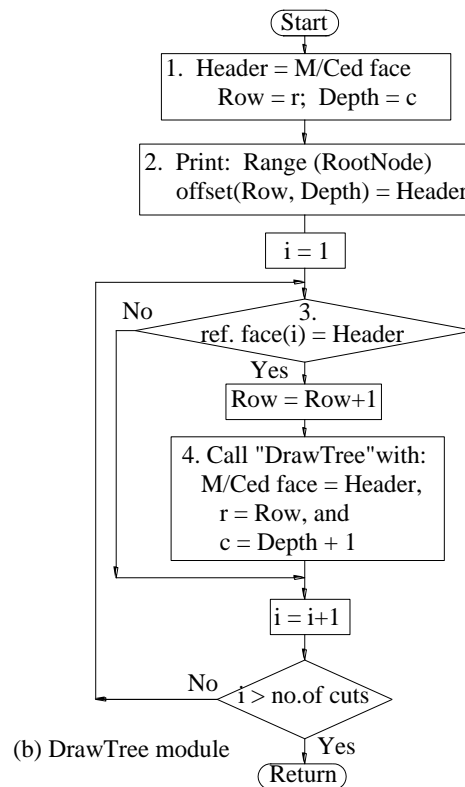 Start
1. Header = M/Ced face
Row = r; Depth = c
2. Print: Range (RootNode)
offset(Row, Depth) = Header
i = 1
No
3.
ref. face(i) = Header
Yes
Row = Row+1
4. Call "DrawTree"with:
M/Ced face = Header,
r = Row, and
c = Depth + 1
i = i+1
No
i > no.of cuts
(b) DrawTree module
Yes
Return